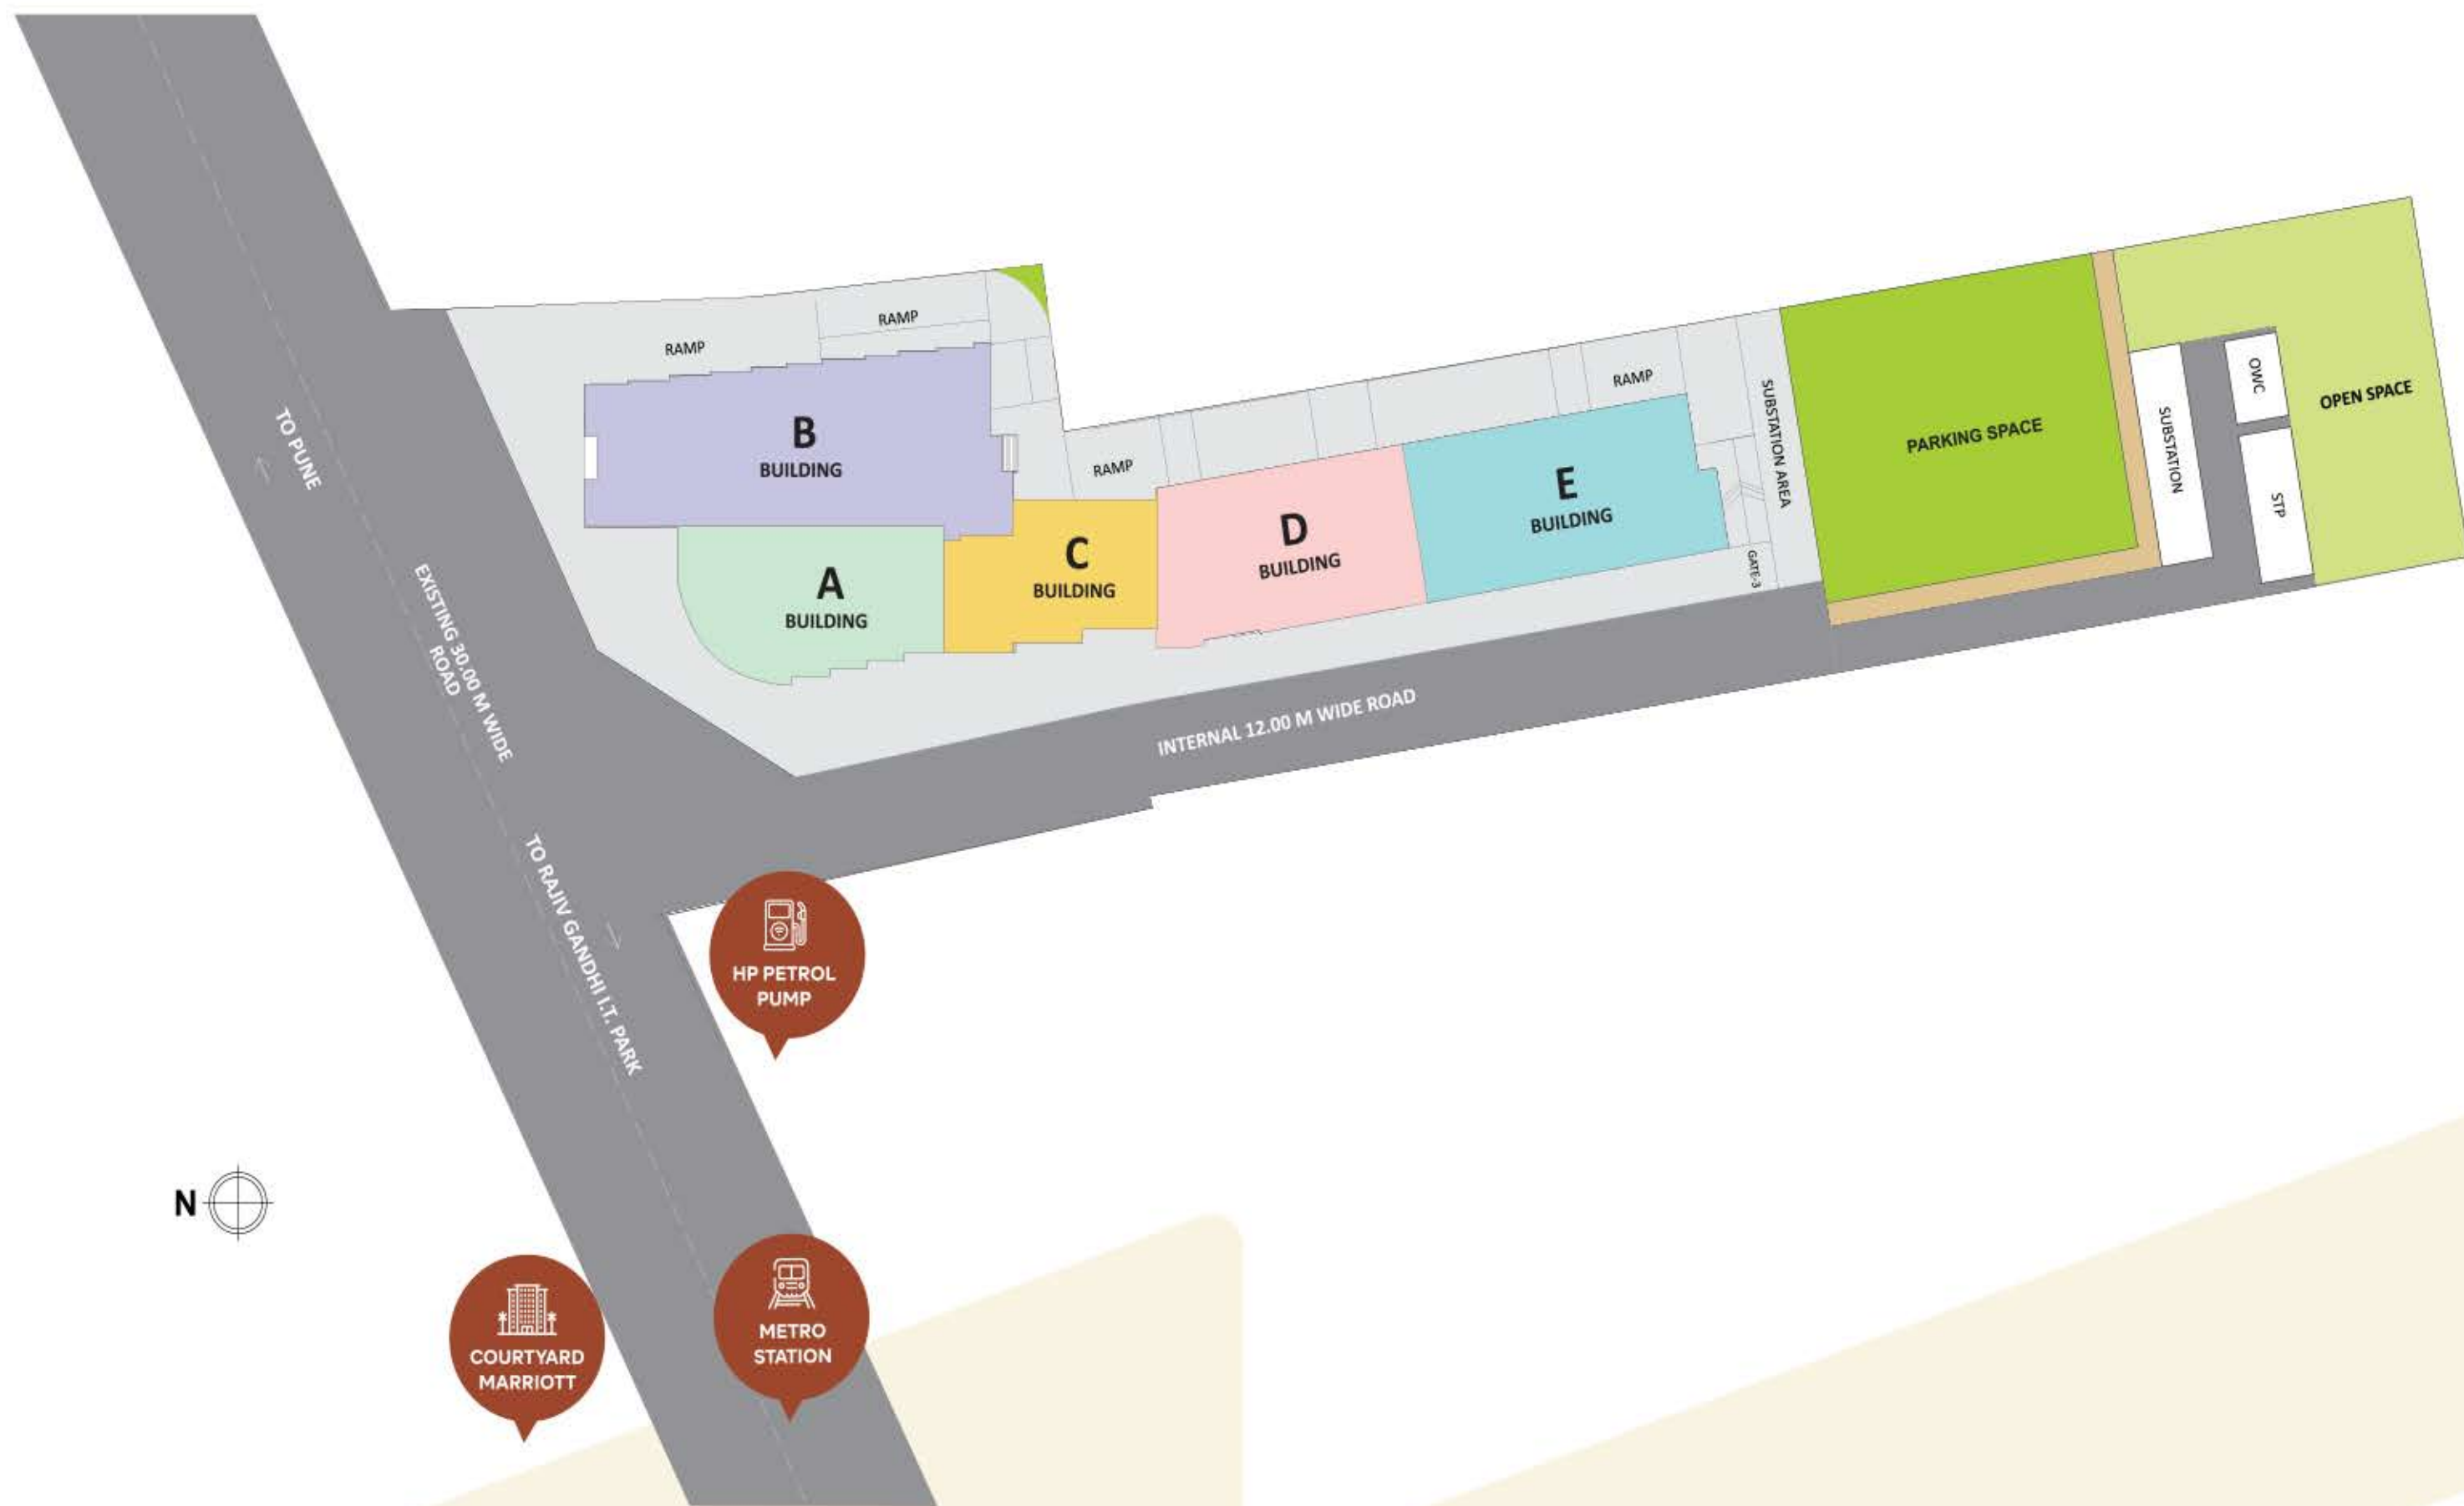 RAMP
RAMP
B
BUILDING
A
BUILDING
C
BUILDING
RAMP
D
BUILDING
E
BUILDING
RAMP
SUBSTATION AREA
GATE-3
PARKING SPACE
SUBSTATION
OWC
STP
OPEN SPACE
TO PUNE
EXISTING 30.00 M WIDE
ROAD
TO RAJIV GANDHI I.T. PARK
INTERNAL 12.00 M WIDE ROAD
HP PETROL
PUMP
N
COURTYARD
MARRIOTT
METRO
STATION